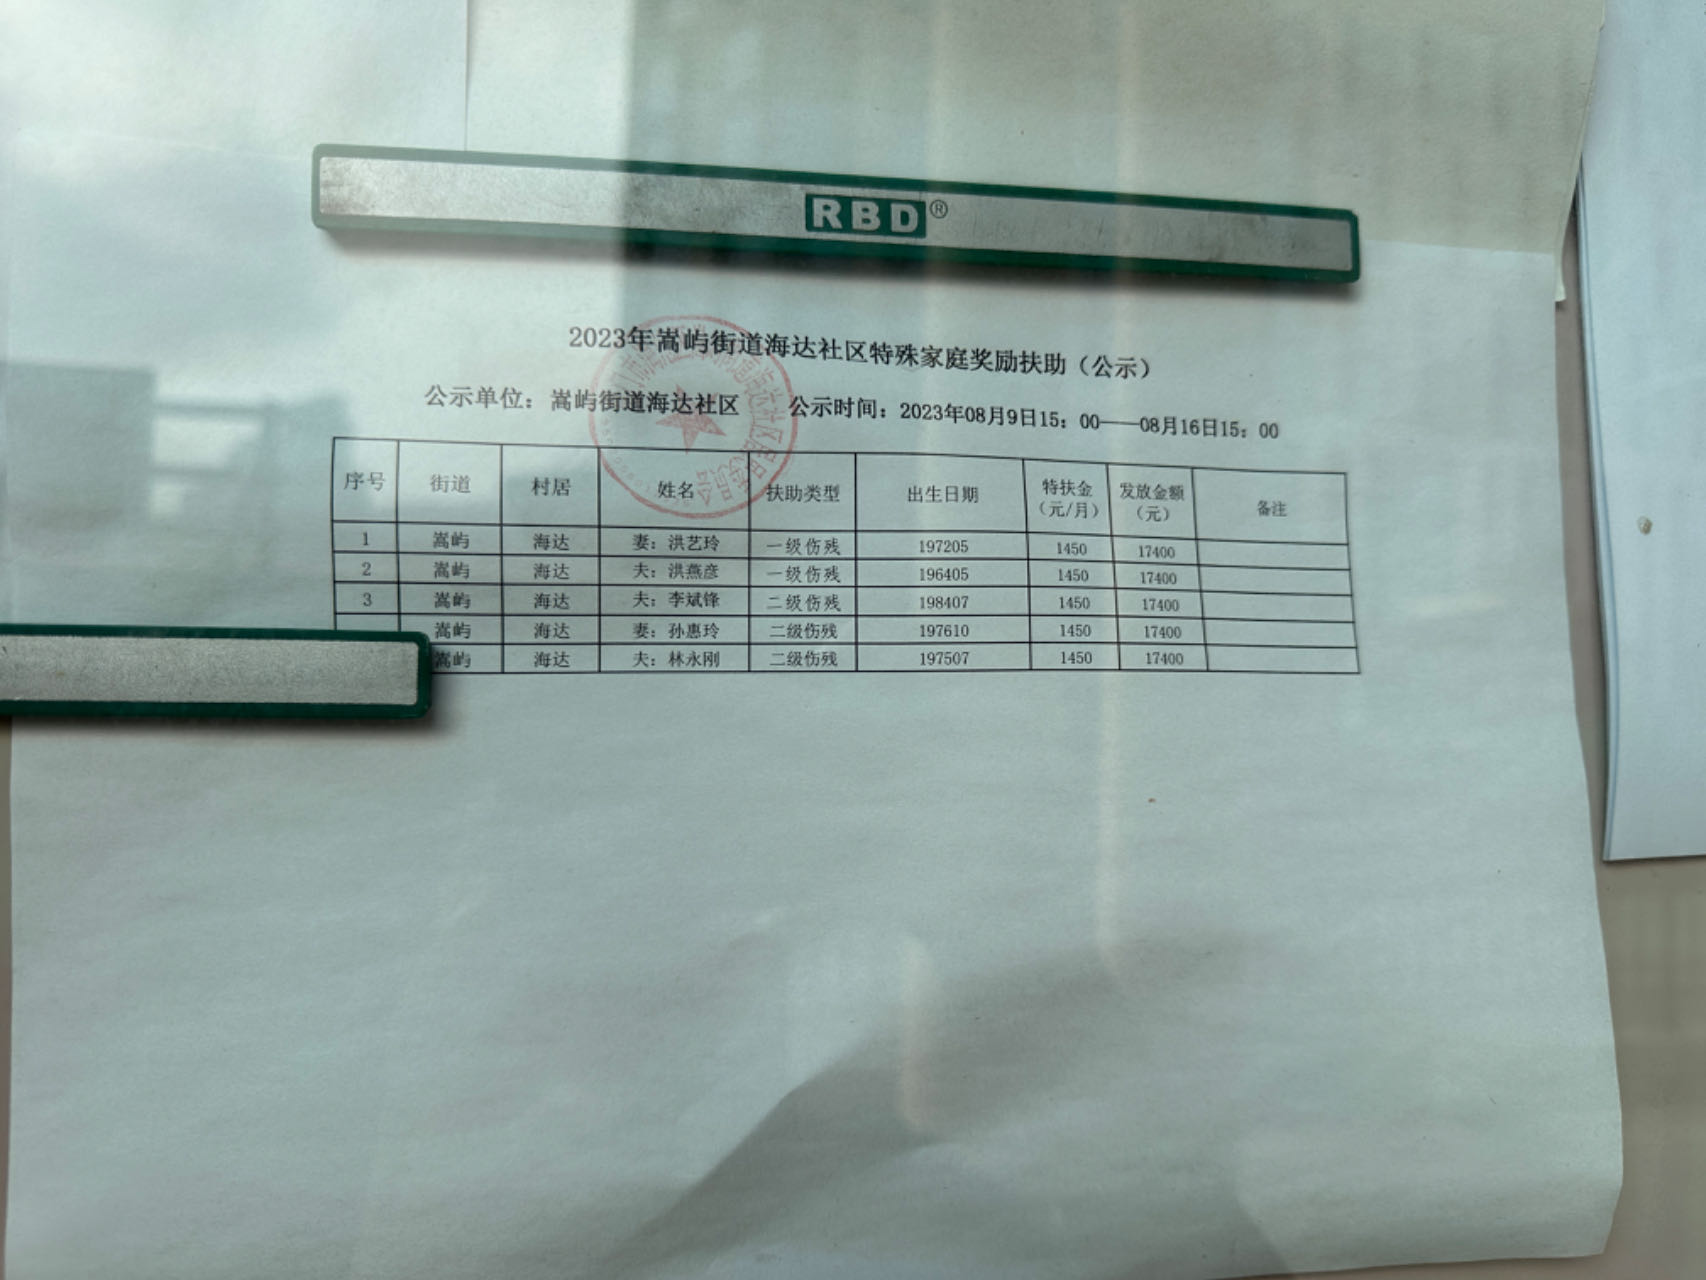 RBD®
2023年嵩屿街道海达社区特殊家庭奖励扶助（公示）
公示单位：嵩屿街道海达社区 公示时间：2023年08月9日15：00——08月16日15：00
序号 街道 村居 姓名 扶助类型 出生日期 特扶金（元/月） 发放金额（元） 备注
1 嵩屿 海达 妻：洪艺玲 一级伤残 197205 1450 17400
2 嵩屿 海达 夫：洪燕彦 一级伤残 196405 1450 17400
3 嵩屿 海达 夫：李斌锋 二级伤残 198407 1450 17400
嵩屿 海达 妻：孙惠玲 二级伤残 197610 1450 17400
嵩屿 海达 夫：林永刚 二级伤残 197507 1450 17400